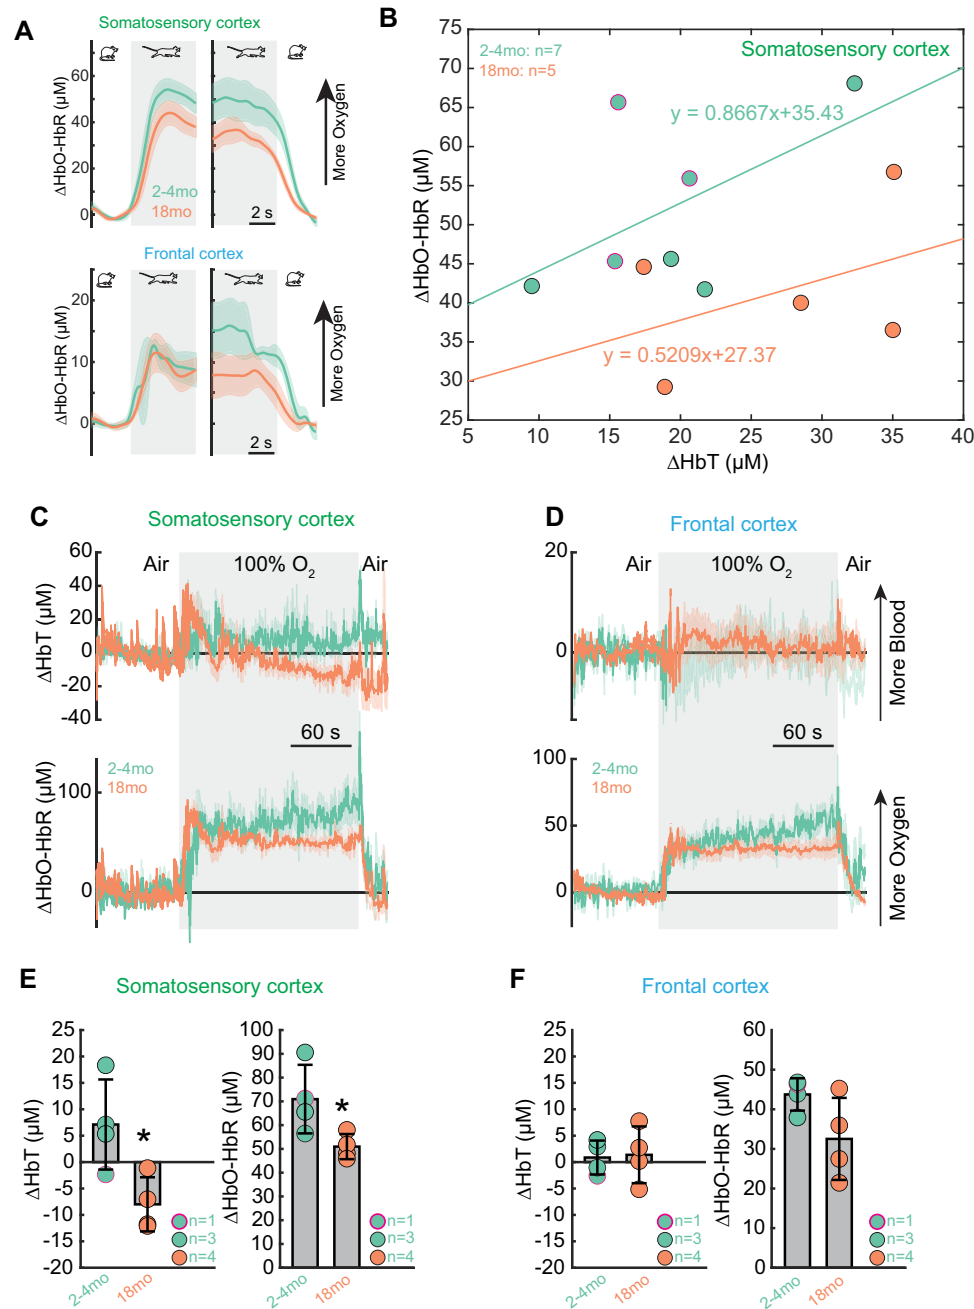 A
Somatosensory cortex
ΔHbO-HbR (µM)
60
40
20
0
2-4mo
18mo
2 s
More Oxygen
Frontal cortex
ΔHbO-HbR (µM)
20
10
0
2 s
More Oxygen
B
Somatosensory cortex
2-4mo: n=7
18mo: n=5
y = 0.8667x+35.43
y = 0.5209x+27.37
ΔHbO-HbR (µM)
75
70
65
60
55
50
45
40
35
30
25
5 10 15 20 25 30 35 40
ΔHbT (µM)
C
Somatosensory cortex
Air 100% O2 Air
ΔHbT (µM)
60
40
20
0
-20
-40
60 s
2-4mo
18mo
ΔHbO-HbR (µM)
100
0
D
Frontal cortex
Air 100% O2 Air
ΔHbT (µM)
20
0
More Blood
60 s
2-4mo
18mo
ΔHbO-HbR (µM)
100
50
0
More Oxygen
E
Somatosensory cortex
ΔHbT (µM)
25
20
15
10
5
0
-5
-10
-15
-20
*
n=1
n=3
n=4
2-4mo 18mo
ΔHbO-HbR (µM)
100
90
80
70
60
50
40
30
20
10
0
*
n=1
n=3
n=4
2-4mo 18mo
F
Frontal cortex
ΔHbT (µM)
25
20
15
10
5
0
-5
-10
-15
-20
n=1
n=3
n=4
2-4mo 18mo
ΔHbO-HbR (µM)
60
50
40
30
20
10
0
n=1
n=3
n=4
2-4mo 18mo